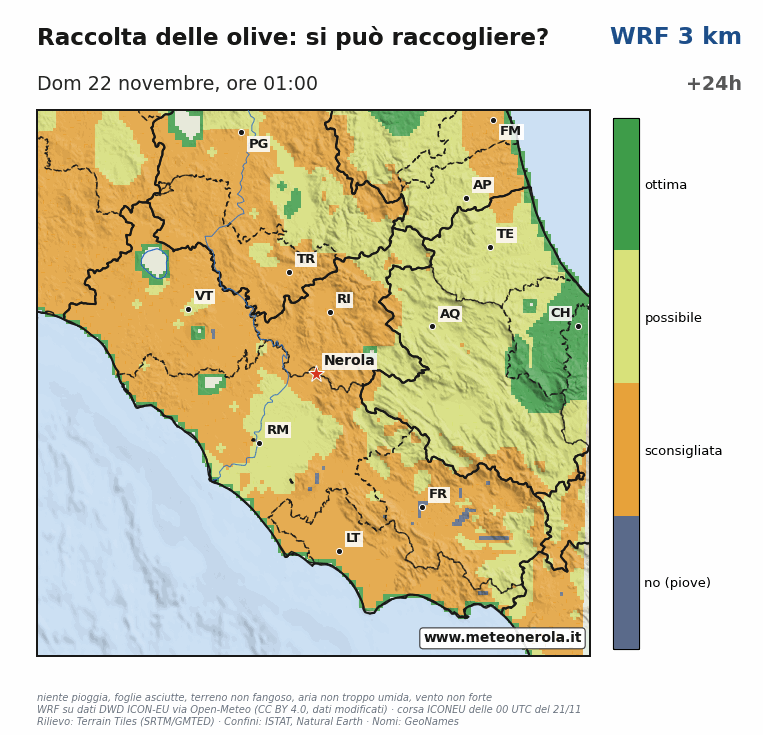 Raccolta delle olive: si può raccogliere?
WRF 3 km
Dom 22 novembre, ore 01:00
+24h
FM
PG
AP
TE
TR
VT
RI
AQ
CH
Nerola
RM
FR
LT
www.meteonerola.it
ottima
possibile
sconsigliata
no (piove)
niente pioggia, foglie asciutte, terreno non fangoso, aria non troppo umida, vento non forte
WRF su dati DWD ICON-EU via Open-Meteo (CC BY 4.0, dati modificati) · corsa ICONEU delle 00 UTC del 21/11
Rilievo: Terrain Tiles (SRTM/GMTED) · Confini: ISTAT, Natural Earth · Nomi: GeoNames